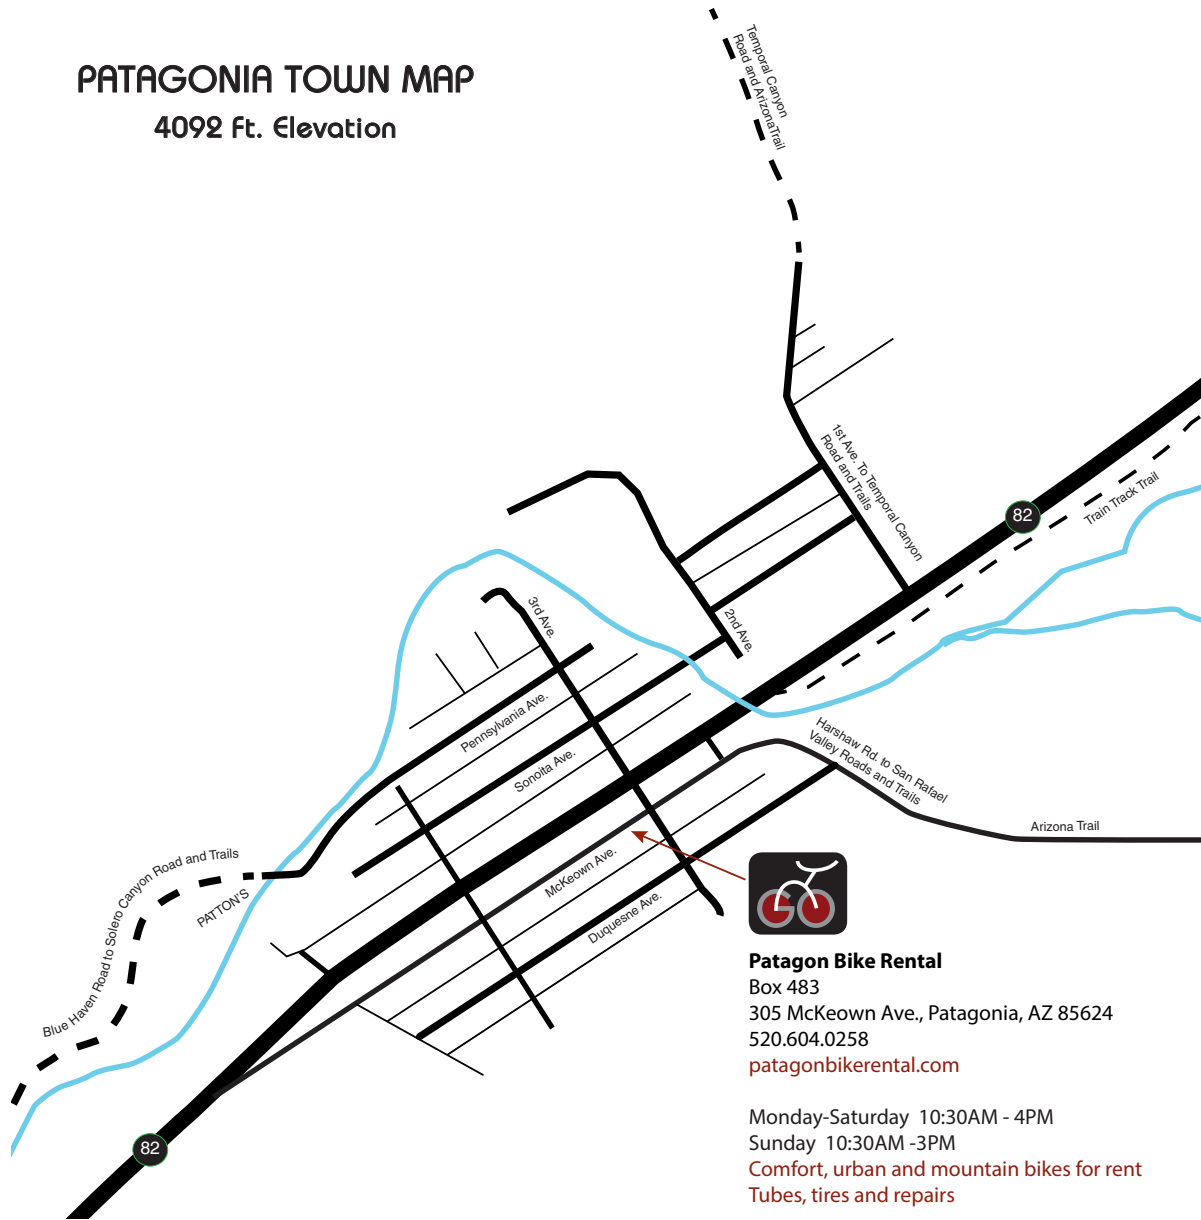 PATAGONIA TOWN MAP
4092 Ft. Elevation
Temporal Canyon
Road and ArizonaTrail
1st Ave. To Temporal Canyon
Road and Trails
82
Train Track Trail
3rd Ave.
2nd Ave.
Pennsylvania Ave.
Sonoita Ave.
Harshaw Rd. to San Rafael
Valley Roads and Trails
Arizona Trail
McKeown Ave.
Duquesne Ave.
Blue Haven Road to Solero Canyon Road and Trails
PATTON'S
82
GO
Patagon Bike Rental
Box 483
305 McKeown Ave., Patagonia, AZ 85624
520.604.0258
patagonbikerental.com
Monday-Saturday 10:30AM - 4PM
Sunday 10:30AM -3PM
Comfort, urban and mountain bikes for rent
Tubes, tires and repairs